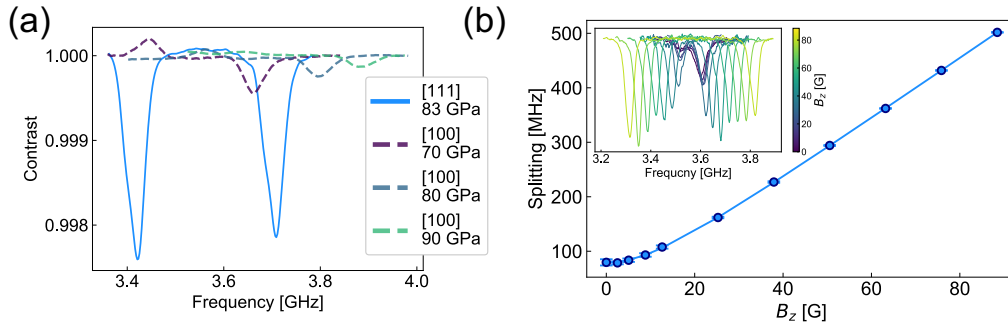 (a)
1.000
0.999
0.998
Contrast
3.4
3.6
3.8
4.0
Frequency [GHz]
[111]
83 GPa
[100]
70 GPa
[100]
80 GPa
[100]
90 GPa
(b)
500
400
300
200
100
Splitting [MHz]
0
20
40
60
80
B_z [G]
3.2
3.4
3.6
3.8
Frequcny [GHz]
80
60
40
20
0
B_z [G]